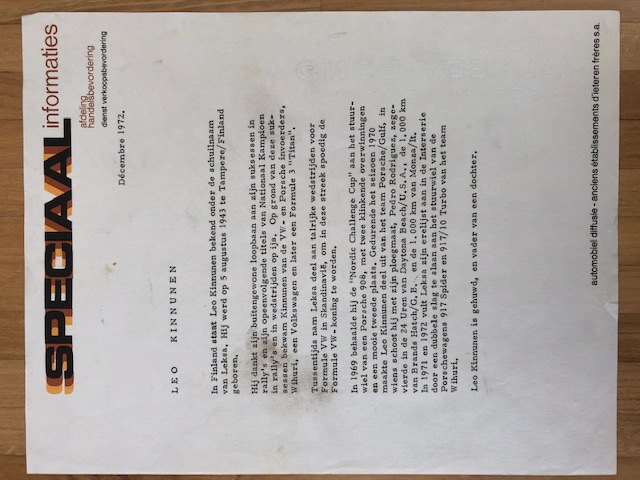 SPECIAAL
informaties
afdeling
handelsbevordering
dienst verkoopsbevordering
Décembre 1972.
LEO KINNUNEN
In Finland staat Leo Kinnunen bekend onder de schuilnaam
van Leksa. Hij werd op 5 augustus 1943 te Tampere/Finland
geboren.
Hij dankt zijn buitengewone loopbaan aan zijn suksessen in
rally's en zijn opeenvolgende titels van Nationaal Kampioen
in rally's en in wedstrijden op ijs. Op grond van deze suk-
sessen bekwam Kinnunen van de VW- en Porsche invoerders,
Wihuri, een Volkswagen en later een Formule 3 "Titan".
Tussentijds nam Leksa deel aan talrijke wedstrijden voor
Formule VW in Skandinavië, om in deze streek spoedig de
Formule VW-koning te worden.
In 1969 behaalde hij de "Nordic Challenge Cup" aan het stuur-
wiel van een Porsche 908, met twee klinkende overwinningen
en een mooie tweede plaats. Gedurende het seizoen 1970
maakte Leo Kinnunen deel uit van het team Porsche/Gulf, in
wiens schoot hij met zijn ploegmaat, Pedro Rodriguez, zege-
vierde in de 24 Uren van Daytona Beach/U.S.A., de 1.000 km
van Brands Hatch/G.B. en de 1.000 km van Monza/It.
In 1971 en 1972 vult Leksa zijn erelijst aan in de Interserie
door een dubbele slag te slaan aan het stuurwiel van de
Porschewagens 917 Spider en 917/10 Turbo van het team
Wihuri.
Leo Kinnunen is gehuwd, en vader van een dochter.
automobiel diffusie - anciens établissements d'ieteren frères s.a.